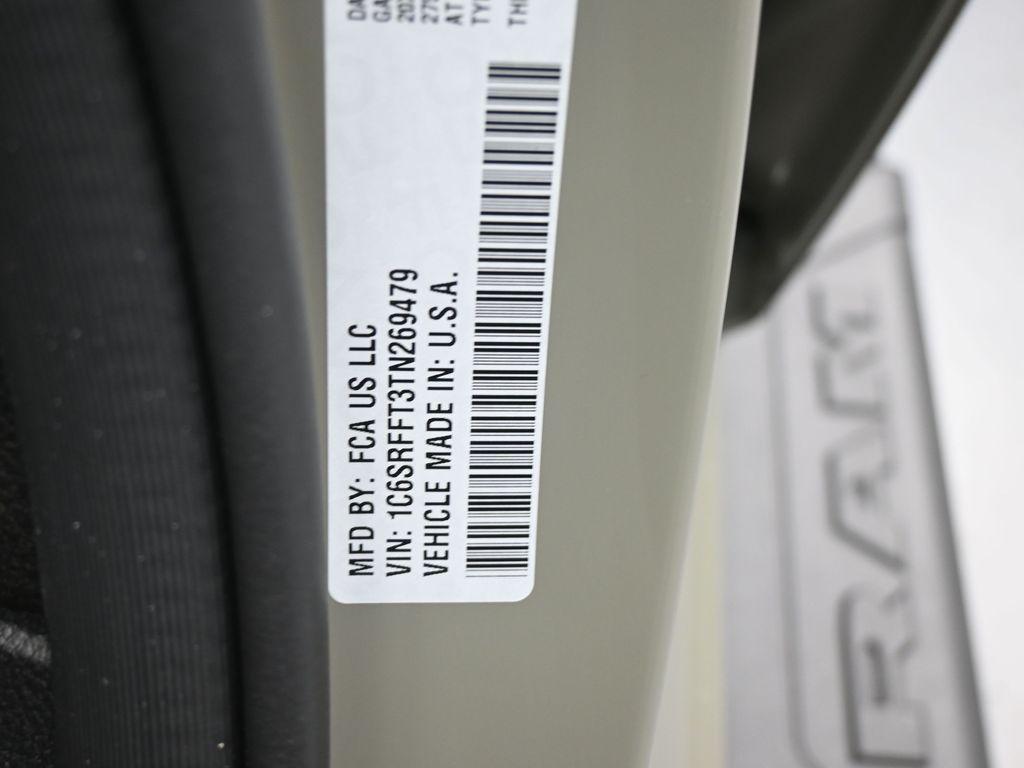 MFD BY: FCA US LLC
VIN: 1C6SRFFT3TN269479
VEHICLE MADE IN: U.S.A.
RAM